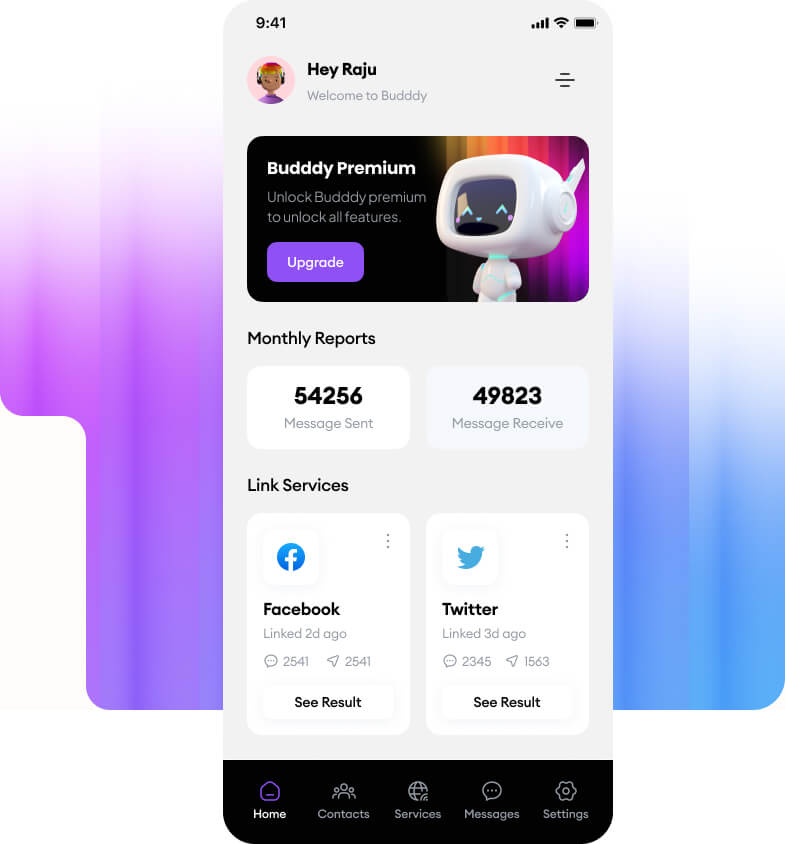 9:41
Hey Raju
Welcome to Budddy
Budddy Premium
Unlock Budddy premium
to unlock all features.
Upgrade
Monthly Reports
54256
Message Sent
49823
Message Receive
Link Services
Facebook
Linked 2d ago
2541 2541
See Result
Twitter
Linked 3d ago
2345 1563
See Result
Home Contacts Services Messages Settings